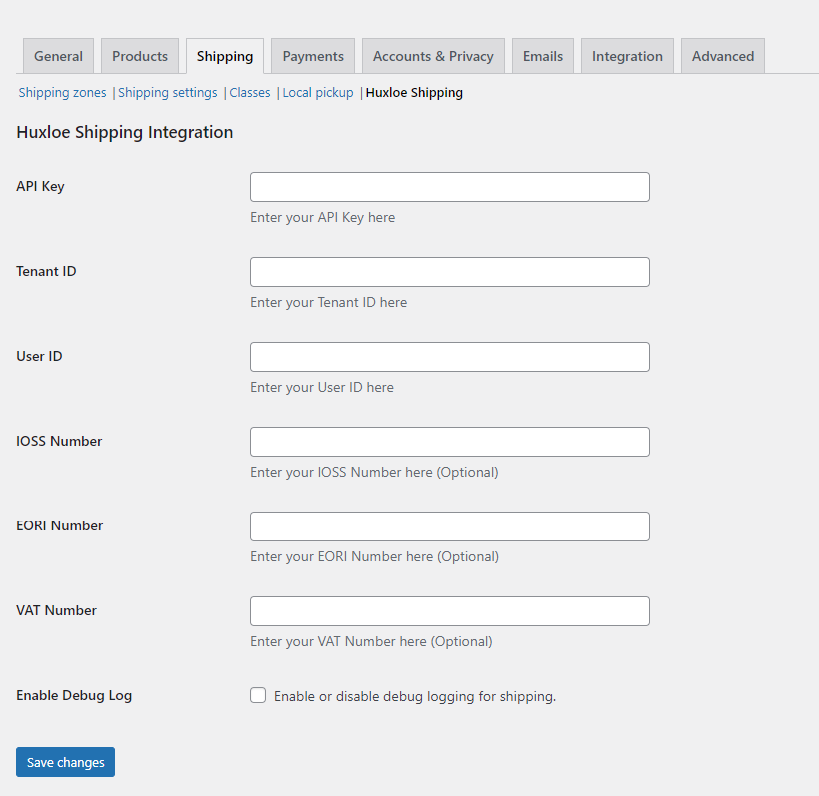 General Products Shipping Payments Accounts & Privacy Emails Integration Advanced
Shipping zones | Shipping settings | Classes | Local pickup | Huxloe Shipping
Huxloe Shipping Integration
API Key
Enter your API Key here
Tenant ID
Enter your Tenant ID here
User ID
Enter your User ID here
IOSS Number
Enter your IOSS Number here (Optional)
EORI Number
Enter your EORI Number here (Optional)
VAT Number
Enter your VAT Number here (Optional)
Enable Debug Log Enable or disable debug logging for shipping.
Save changes